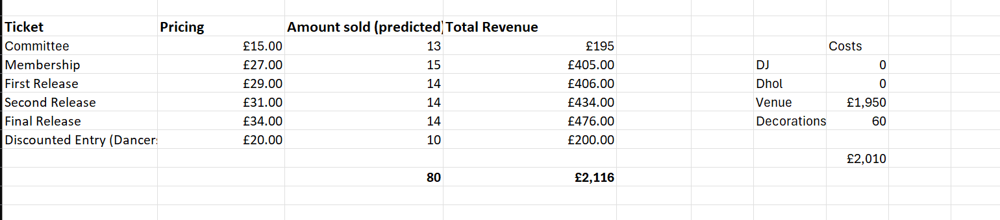 Ticket Pricing Amount sold (predicted) Total Revenue
Committee £15.00 13 £195 Costs
Membership £27.00 15 £405.00 DJ 0
First Release £29.00 14 £406.00 Dhol 0
Second Release £31.00 14 £434.00 Venue £1,950
Final Release £34.00 14 £476.00 Decorations 60
Discounted Entry (Dancers £20.00 10 £200.00
£2,010
80 £2,116